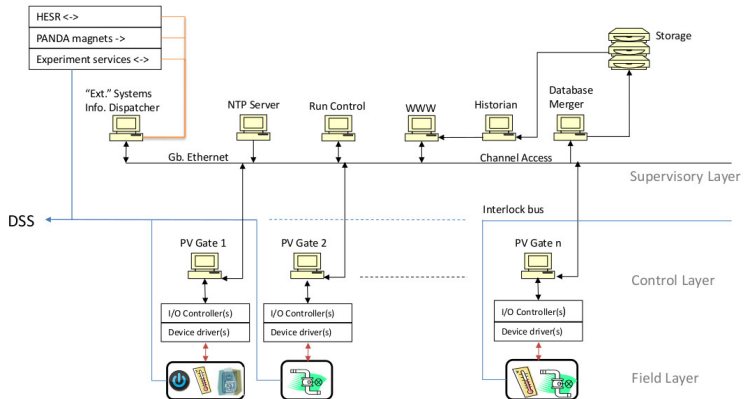 HESR <->
PANDA magnets ->
Experiment services <->
Storage
"Ext." Systems
Info. Dispatcher
NTP Server
Run Control
WWW
Historian
Database
Merger
Gb. Ethernet
Channel Access
Supervisory Layer
Interlock bus
DSS
PV Gate 1
PV Gate 2
PV Gate n
Control Layer
I/O Controller(s)
Device driver(s)
I/O Controller(s)
Device driver(s)
I/O Controller(s)
Device driver(s)
Field Layer